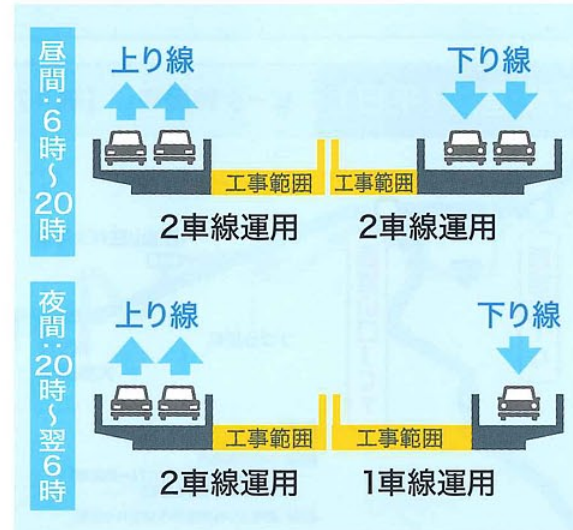 昼間:6時~20時
上り線
下り線
工事範囲
工事範囲
2車線運用
2車線運用
夜間:20時~翌6時
上り線
下り線
工事範囲
工事範囲
2車線運用
1車線運用